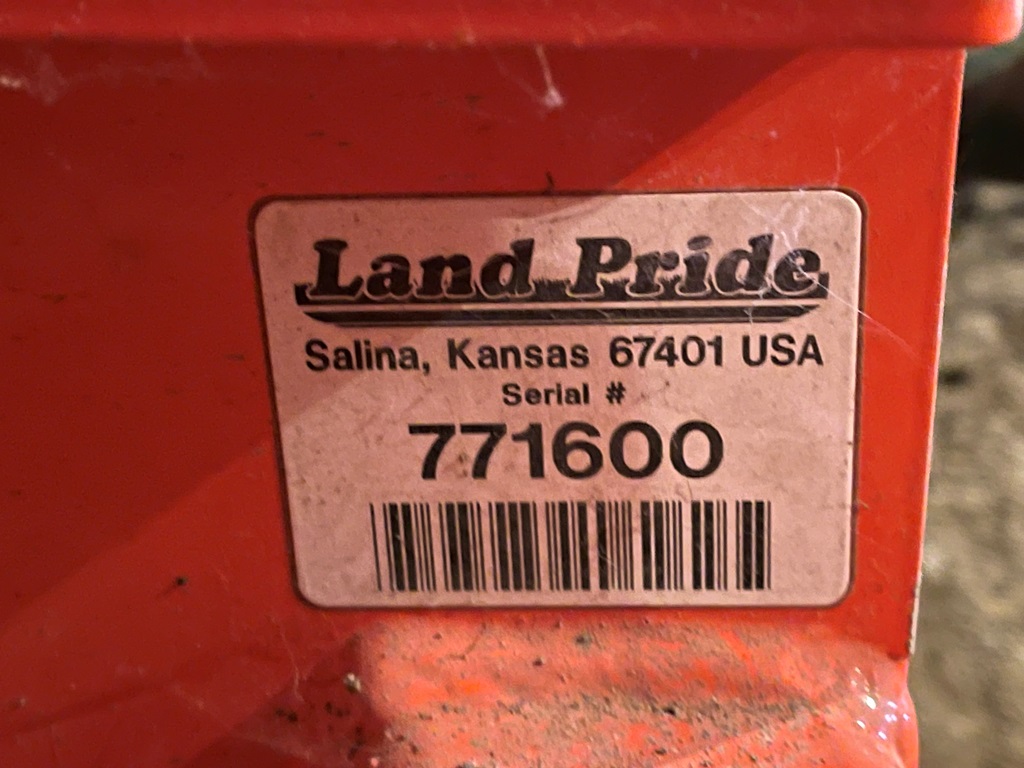 Land Pride
Salina, Kansas 67401 USA
Serial #
771600